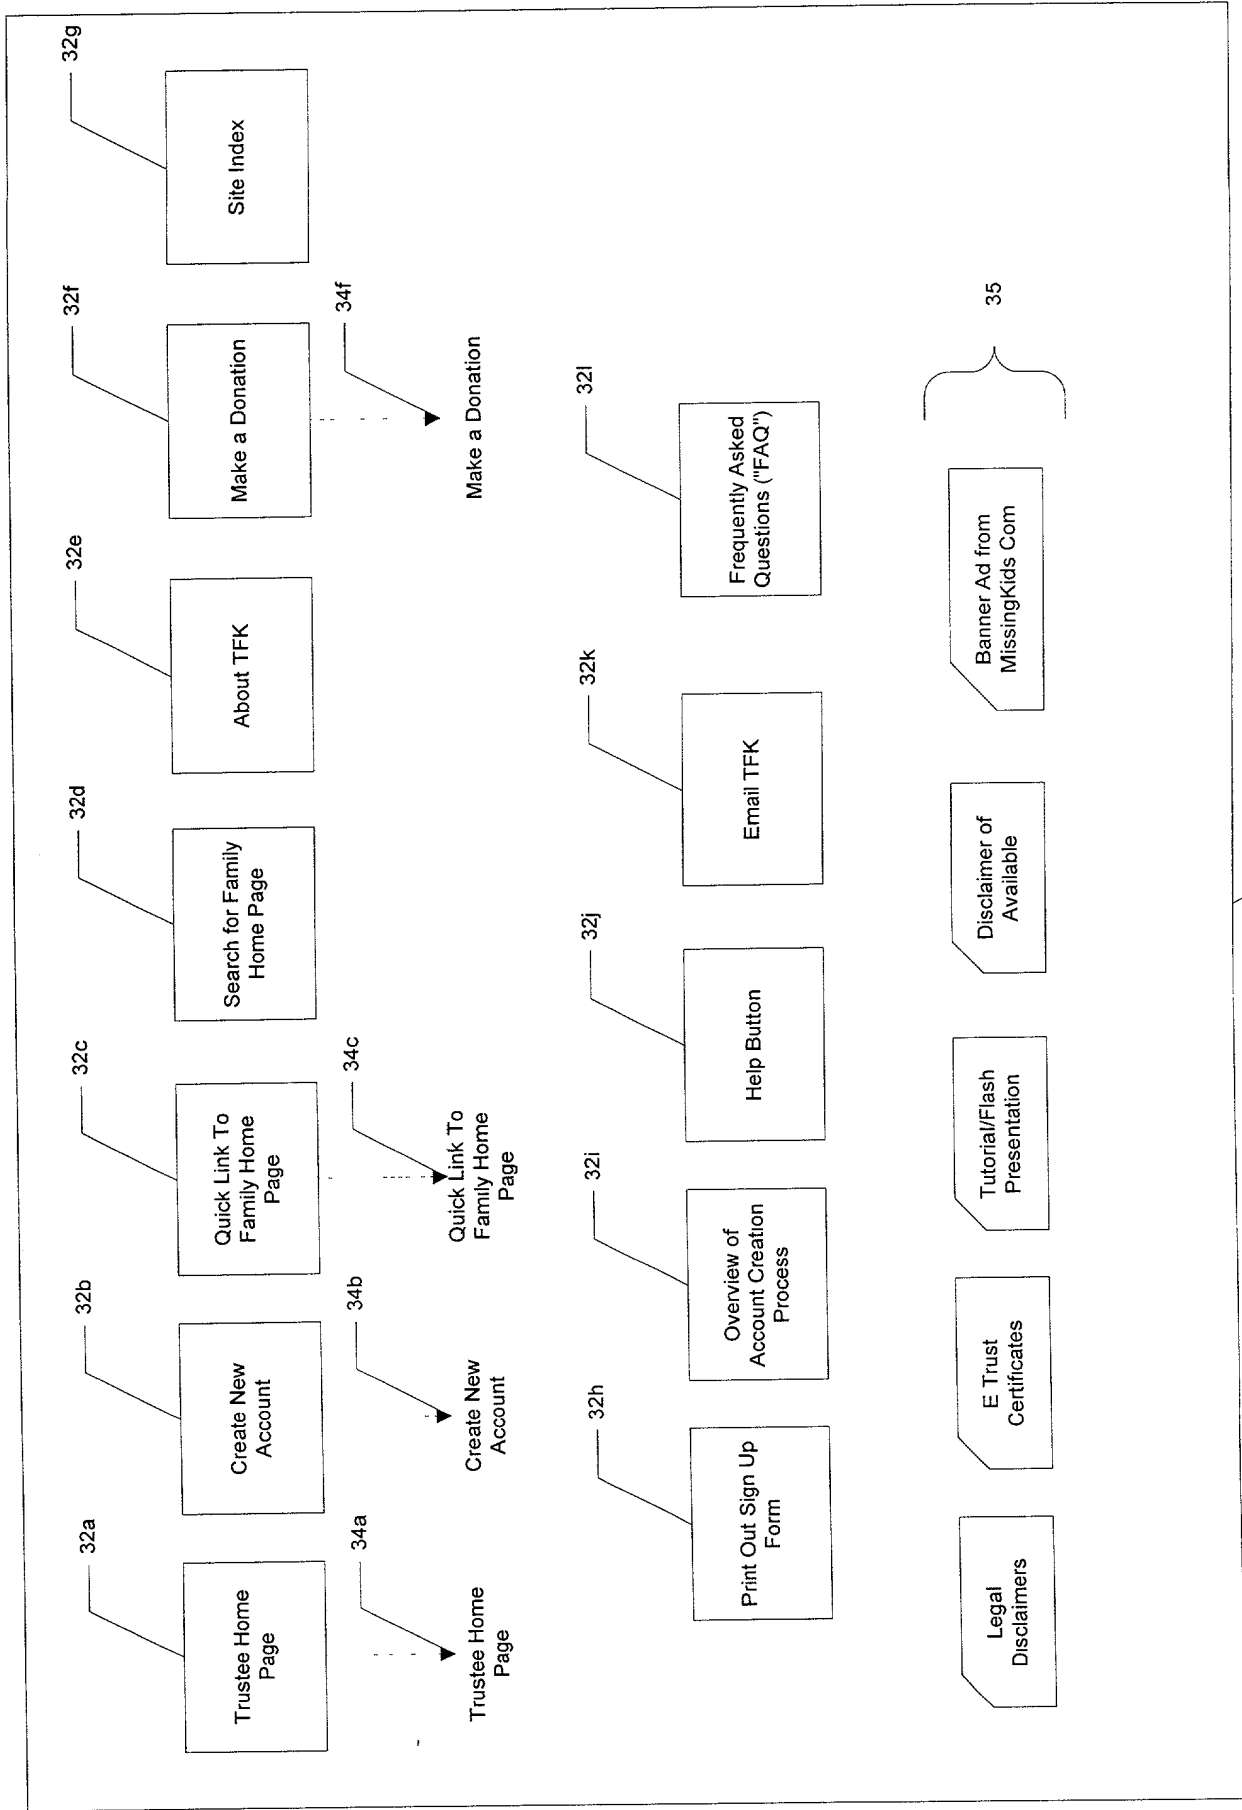 32a
32b
32c
32d
32e
32f
32g
Trustee Home
Page
Create New
Account
Quick Link To
Family Home
Page
Search for Family
Home Page
About TFK
Make a Donation
Site Index
34a
34b
34c
34f
Trustee Home
Page
Create New
Account
Quick Link To
Family Home
Page
Make a Donation
32h
32i
32j
32k
32l
Print Out Sign Up
Form
Overview of
Account Creation
Process
Help Button
Email TFK
Frequently Asked
Questions ("FAQ")
Legal
Disclaimers
E Trust
Certificates
Tutorial/Flash
Presentation
Disclaimer of
Available
Banner Ad from
MissingKids Com
35